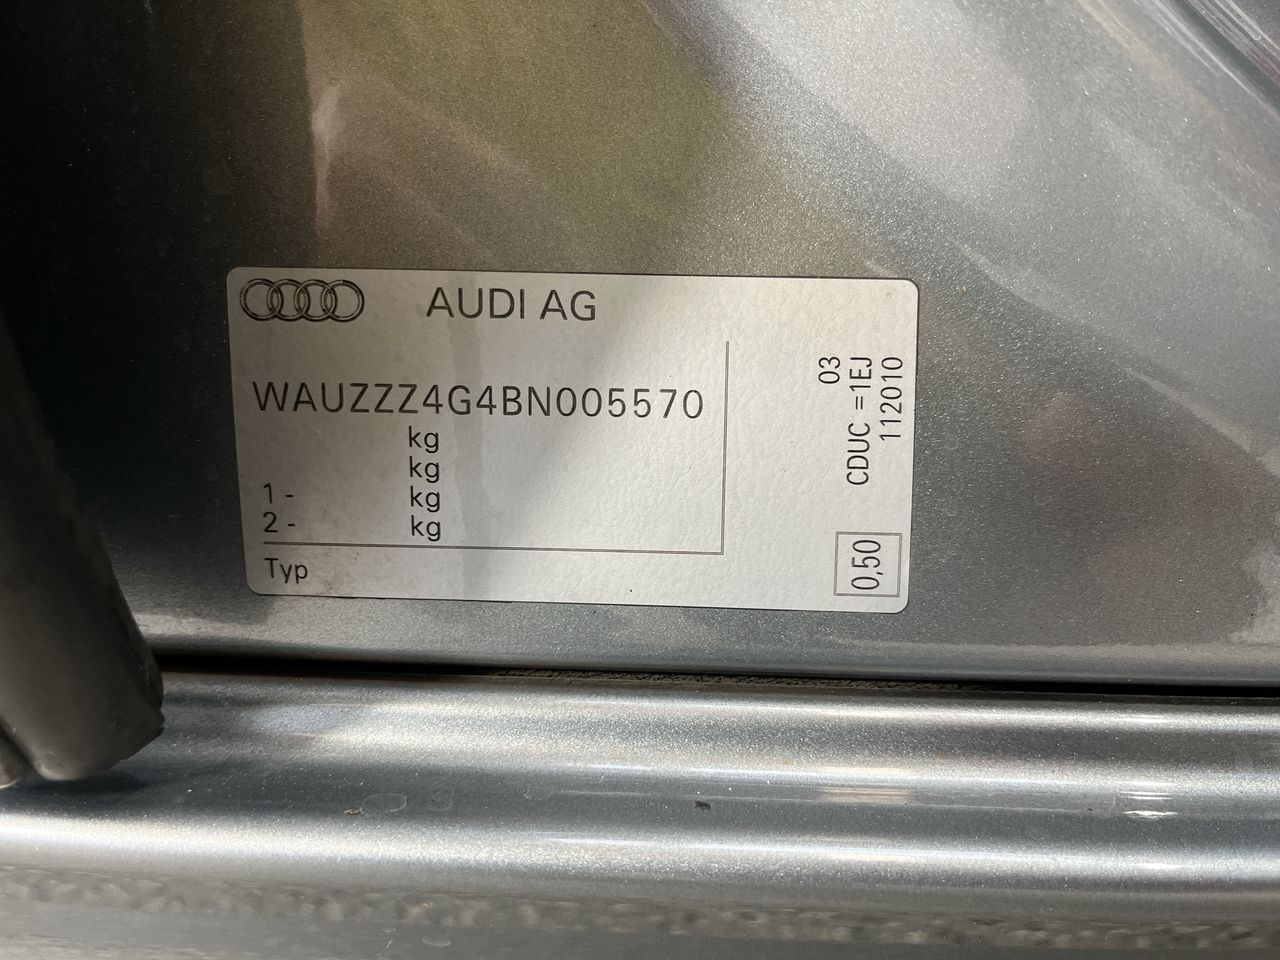 AUDI AG
WAUZZZ4G4BN005570
kg
kg
1 - kg
2 - kg
Typ
03
CDUC =1EJ
112010
0,50